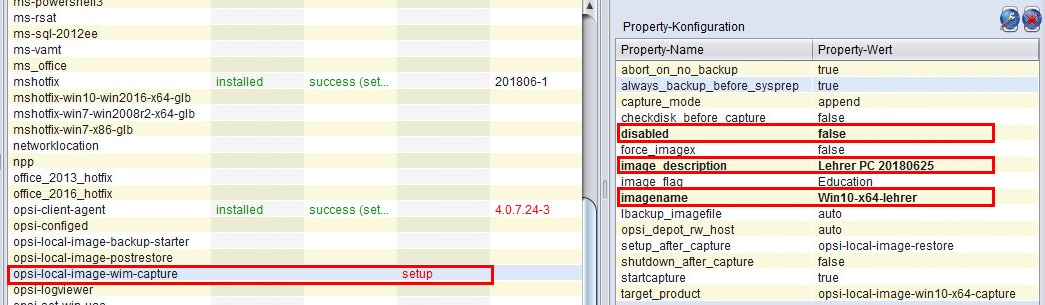 ms-powershell3
ms-rsat
ms-sql-2012ee
ms-vamt
ms_office
mshotfix installed success (set... 201806-1
mshotfix-win10-win2016-x64-glb
mshotfix-win7-win2008r2-x64-glb
mshotfix-win7-x86-glb
networklocation
npp
office_2013_hotfix
office_2016_hotfix
opsi-client-agent installed success (set... 4.0.7.24-3
opsi-configed
opsi-local-image-backup-starter
opsi-local-image-postrestore
opsi-local-image-wim-capture setup
opsi-logviewer
Property-Konfiguration
Property-Name Property-Wert
abort_on_no_backup true
always_backup_before_sysprep true
capture_mode append
checkdisk_before_capture false
disabled false
force_imagex false
image_description Lehrer PC 20180625
image_flag Education
imagename Win10-x64-lehrer
lbackup_imagefile auto
opsi_depot_rw_host auto
setup_after_capture opsi-local-image-restore
shutdown_after_capture false
startcapture true
target_product opsi-local-image-win10-x64-capture